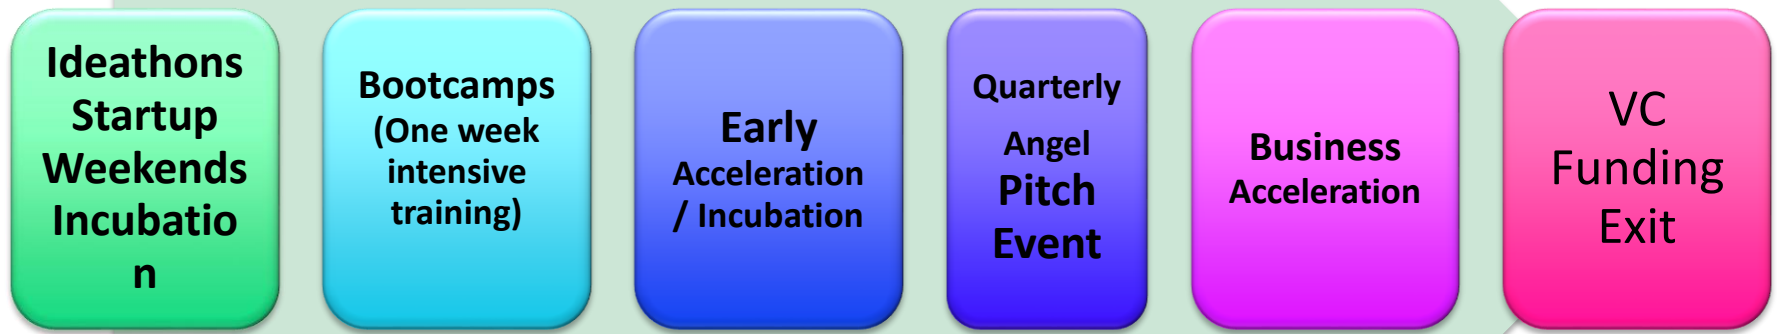 Ideathons
Startup
Weekends
Incubatio
n
Bootcamps
(One week
intensive
training)
Early
Acceleration
/ Incubation
Quarterly
Angel
Pitch
Event
Business
Acceleration
VC
Funding
Exit